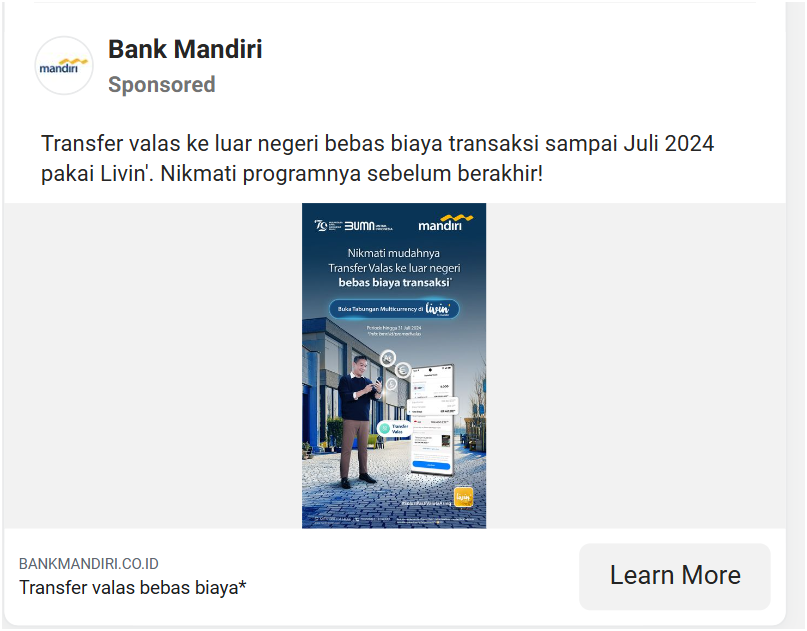 mandiri
Bank Mandiri
Sponsored
Transfer valas ke luar negeri bebas biaya transaksi sampai Juli 2024
pakai Livin'. Nikmati programnya sebelum berakhir!
79
BUMN
mandiri
Nikmati mudahnya
Transfer Valas ke luar negeri
bebas biaya transaksi*
Buka Tabungan Multicurrency di livin'
Periode hingga 31 Juli 2024
Transfer
Valas
livin'
BANKMANDIRI.CO.ID
Transfer valas bebas biaya*
Learn More